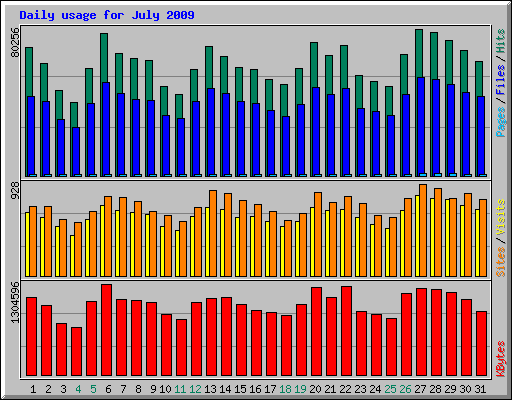 Daily usage for July 2009
80256
Pages / Files / Hits
928
Sites / Visits
1304596
KBytes
1 2 3 4 5 6 7 8 9 10 11 12 13 14 15 16 17 18 19 20 21 22 23 24 25 26 27 28 29 30 31